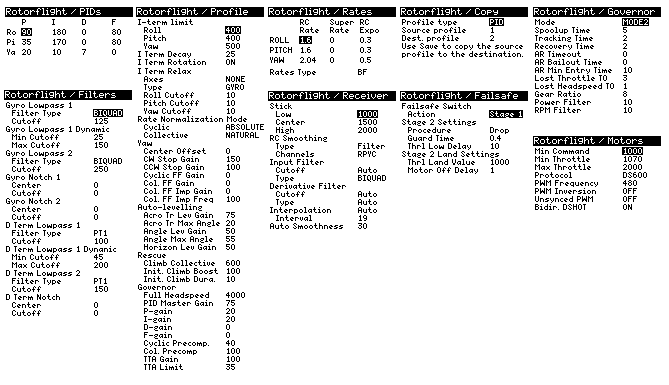 Rotorflight / PIDs
P I D F
Ro 90 180 0 80
Pi 35 170 0 80
Ya 20 10 7 0
Rotorflight / Filters
Gyro Lowpass 1
Filter Type BIQUAD
Cutoff 125
Gyro Lowpass 1 Dynamic
Min Cutoff 25
Max Cutoff 150
Gyro Lowpass 2
Filter Type BIQUAD
Cutoff 250
Gyro Notch 1
Center 0
Cutoff 0
Gyro Notch 2
Center 0
Cutoff 0
D Term Lowpass 1
Filter Type PT1
Cutoff 100
D Term Lowpass 1 Dynamic
Min Cutoff 45
Max Cutoff 200
D Term Lowpass 2
Filter Type PT1
Cutoff 80
D Term Notch
Center 0
Cutoff 0
Rotorflight / Profile
I-term limit
Roll 400
Pitch 400
Yaw 500
I Term Decay 25
I Term Rotation ON
I Term Relax
Axes NONE
Type GYRO
Roll Cutoff 10
Pitch Cutoff 10
Yaw Cutoff 10
Rate Normalization Mode
Cyclic ABSOLUTE
Collective NATURAL
Yaw
Center Offset 0
CW Stop Gain 150
CCW Stop Gain 100
Cyclic FF Gain 0
Col. FF Gain 0
Col. FF Imp Gain 0
Col. FF Imp Freq 100
Auto-levelling
Acro Tr Lev Gain 75
Acro Tr Max Angle 20
Angle Lev Gain 55
Angle Max Angle 55
Horizon Lev Gain 50
Rescue
Climb Collective 600
Init. Climb Boost 100
Init. Climb Dura. 10
Governor
Full Headspeed 4000
PID Master Gain 75
P-gain 20
I-gain 20
D-gain 0
F-gain 0
Cyclic Precomp. 40
Col. Precomp 100
TTA Gain 100
TTA Limit 35
Rotorflight / Rates
RC Super RC
Rate Rate Expo
ROLL 1.6 0 0.3
PITCH 1.6 0 0.3
YAW 2.04 0 0.5
Rates Type BF
Rotorflight / Receiver
Stick
Low 1000
Center 1500
High 2000
RC Smoothing
Type Filter
Channels RPYC
Input Filter
Cutoff Auto
Type BIQUAD
Derivative Filter
Cutoff Auto
Type Auto
Interpolation Auto
Interval 19
Auto Smoothness 30
Rotorflight / Copy
Profile type PID
Source profile 1
Dest. profile 2
Use Save to copy the source
profile to the destination.
Rotorflight / Failsafe
Failsafe Switch
Action Stage 1
Stage 2 Settings
Procedure Drop
Guard Time 0.4
Thrl Low Delay 10
Stage 2 Land Settings
Thrl Land Value 1000
Motor Off Delay 1
Rotorflight / Governor
Mode MODE2
Spoolup Time 5
Tracking Time 2
Recovery Time 2
AR Timeout 0
AR Bailout Time 0
AR Min Entry Time 10
Lost Throttle TO 3
Lost Headspeed TO 1
Gear Ratio 8
Power Filter 10
RPM Filter 10
Rotorflight / Motors
Min Command 1000
Min Throttle 1070
Max Throttle 2000
Protocol DS600
PWM Frequency 480
PWM Inversion OFF
Unsynced PWM OFF
Bidir. DSHOT ON